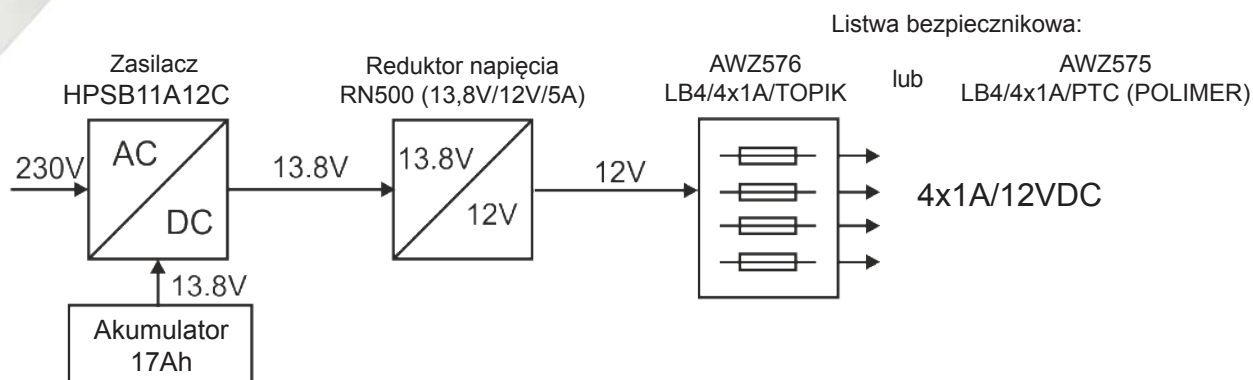 Listwa bezpiecznikowa:
Zasilacz
HPSB11A12C
Reduktor napięcia
RN500 (13,8V/12V/5A)
AWZ576
LB4/4x1A/TOPIK
lub
AWZ575
LB4/4x1A/PTC (POLIMER)
230V
AC
DC
13.8V
13.8V
12V
12V
4x1A/12VDC
13.8V
Akumulator
17Ah